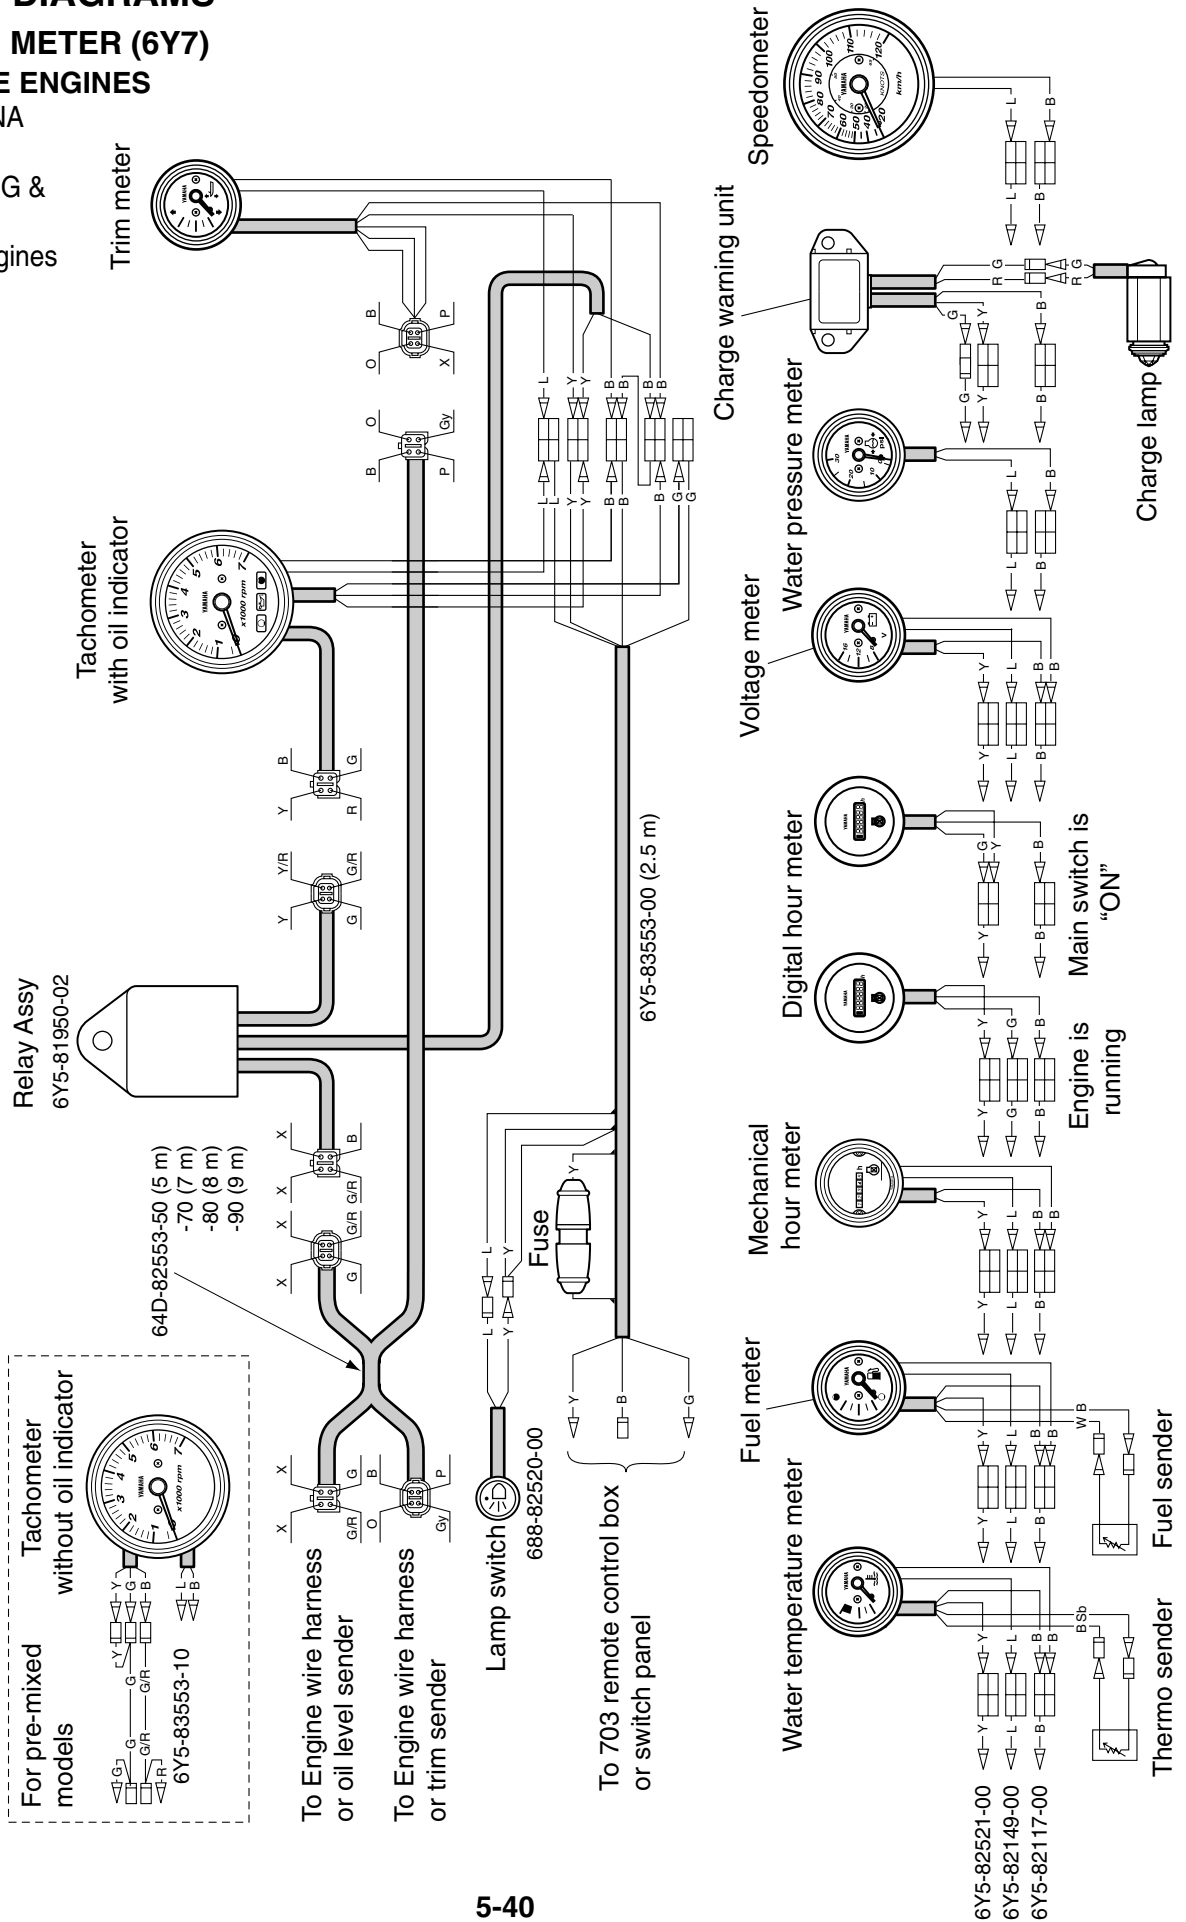 DIAGRAMS
METER (6Y7)
E ENGINES
NA
G &
gines
Trim meter
Tachometer
with oil indicator
Relay Assy
6Y5-81950-02
64D-82553-50 (5 m)
-70 (7 m)
-80 (8 m)
-90 (9 m)
Tachometer
without oil indicator
For pre-mixed
models
6Y5-83553-10
To Engine wire harness
or oil level sender
To Engine wire harness
or trim sender
Lamp switch
688-82520-00
Fuse
6Y5-83553-00 (2.5 m)
To 703 remote control box
or switch panel
Speedometer
Charge warning unit
Charge lamp
Water pressure meter
Voltage meter
Digital hour meter
Main switch is
“ON”
Engine is
running
Mechanical
hour meter
Fuel meter
Fuel sender
Water temperature meter
Thermo sender
6Y5-82521-00
6Y5-82149-00
6Y5-82117-00
5-40